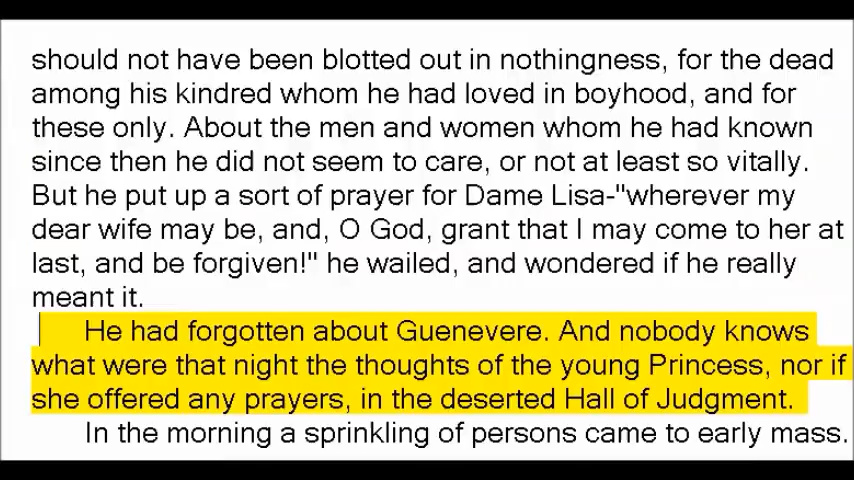 should not have been blotted out in nothingness, for the dead
among his kindred whom he had loved in boyhood, and for
these only. About the men and women whom he had known
since then he did not seem to care, or not at least so vitally.
But he put up a sort of prayer for Dame Lisa-"wherever my
dear wife may be, and, O God, grant that I may come to her at
last, and be forgiven!" he wailed, and wondered if he really
meant it.
He had forgotten about Guenevere. And nobody knows
what were that night the thoughts of the young Princess, nor if
she offered any prayers, in the deserted Hall of Judgment.
In the morning a sprinkling of persons came to early mass.